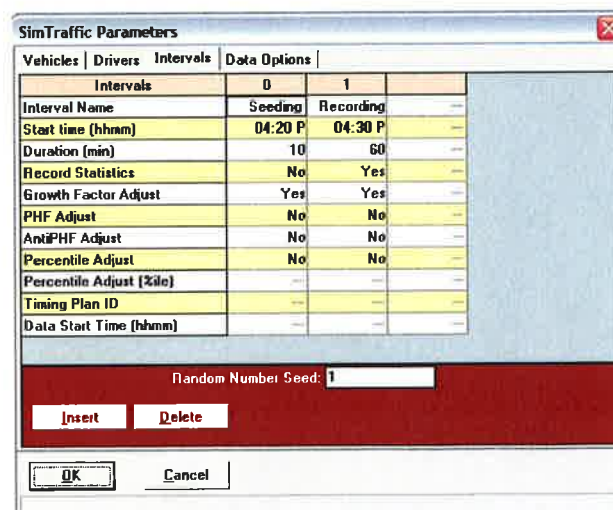 SimTraffic Parameters
Vehicles Drivers Intervals Data Options
Intervals 0 1
Interval Name Seeding Recording ---
Start time (hhmm) 04:20 P 04:30 P ---
Duration (min) 10 60 ---
Record Statistics No Yes ---
Growth Factor Adjust Yes Yes ---
PHF Adjust No No ---
AntiPHF Adjust No No ---
Percentile Adjust No No ---
Percentile Adjust (%ile) --- --- ---
Timing Plan ID --- --- ---
Data Start Time (hhmm) --- --- ---
Random Number Seed: 1
Insert Delete
OK Cancel